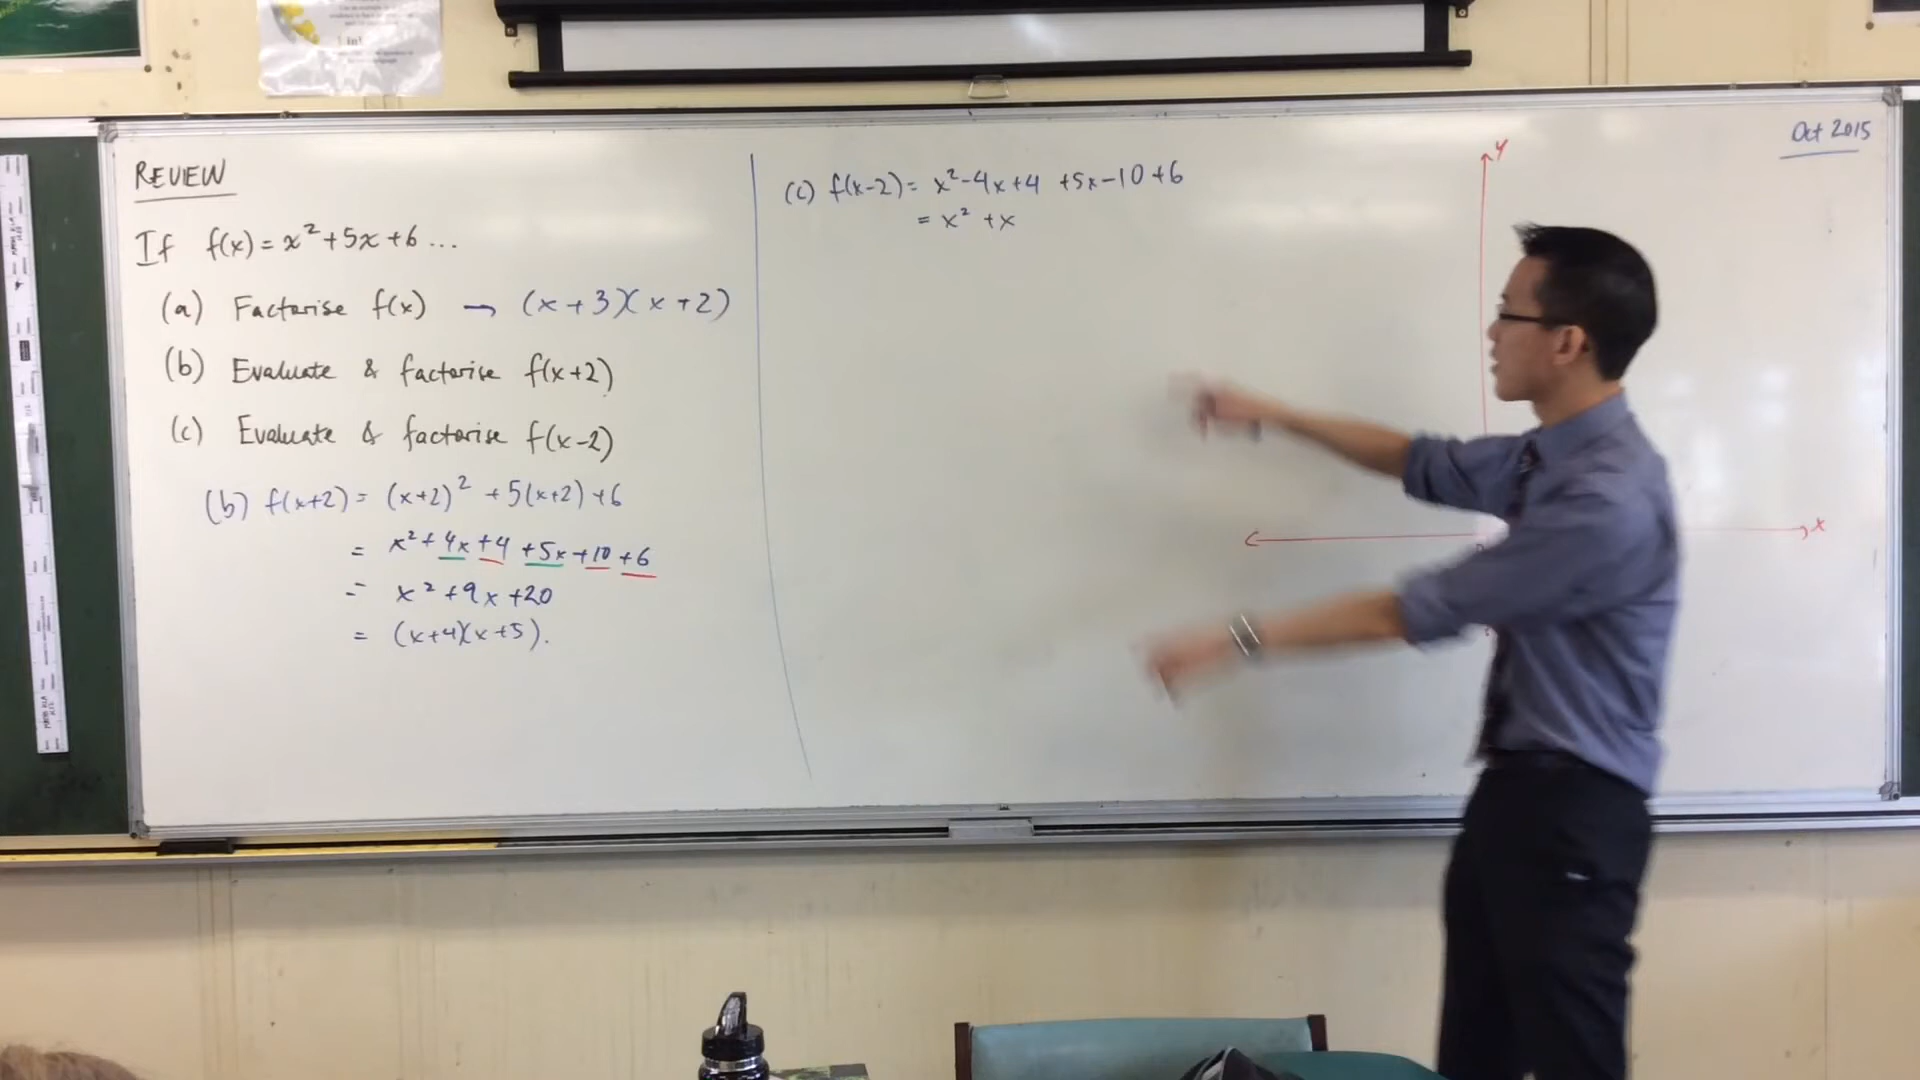 REVIEW
If f(x) = x² + 5x + 6 ...
(a) Factorise f(x) → (x + 3)(x + 2)
(b) Evaluate & factorise f(x+2)
(c) Evaluate & factorise f(x-2)
(b) f(x+2) = (x+2)² + 5(x+2) + 6
= x² + 4x + 4 + 5x + 10 + 6
= x² + 9x + 20
= (x+4)(x+5).
(c) f(x-2) = x² - 4x + 4 + 5x - 10 + 6
= x² + x
y
x
Oct 2015